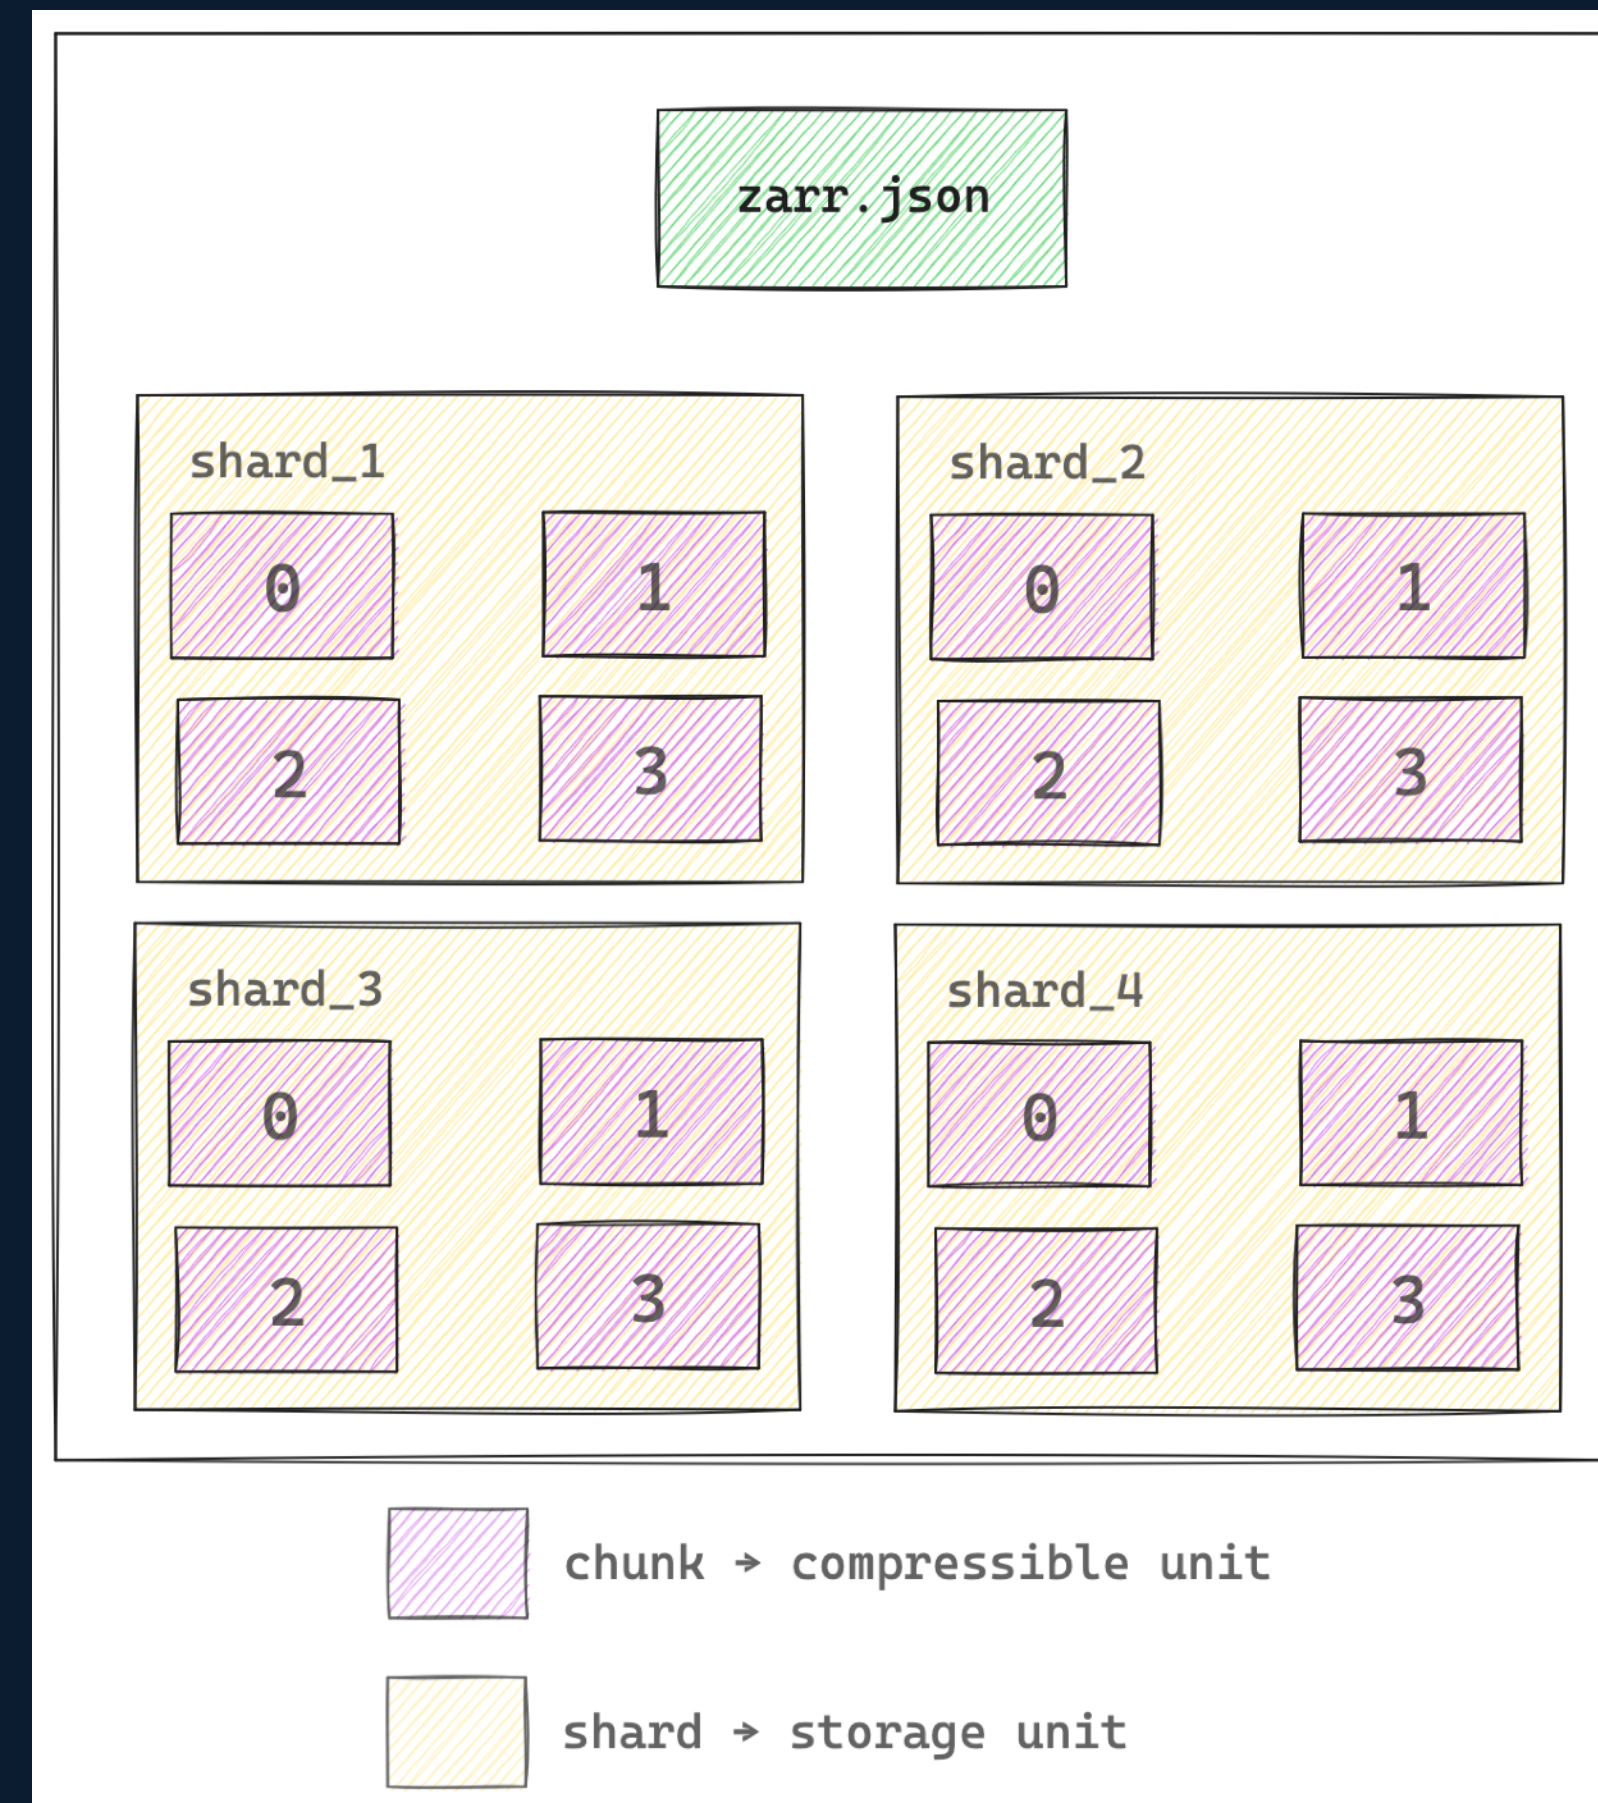 zarr.json
shard_1
0 1
2 3
shard_2
0 1
2 3
shard_3
0 1
2 3
shard_4
0 1
2 3
chunk → compressible unit
shard → storage unit